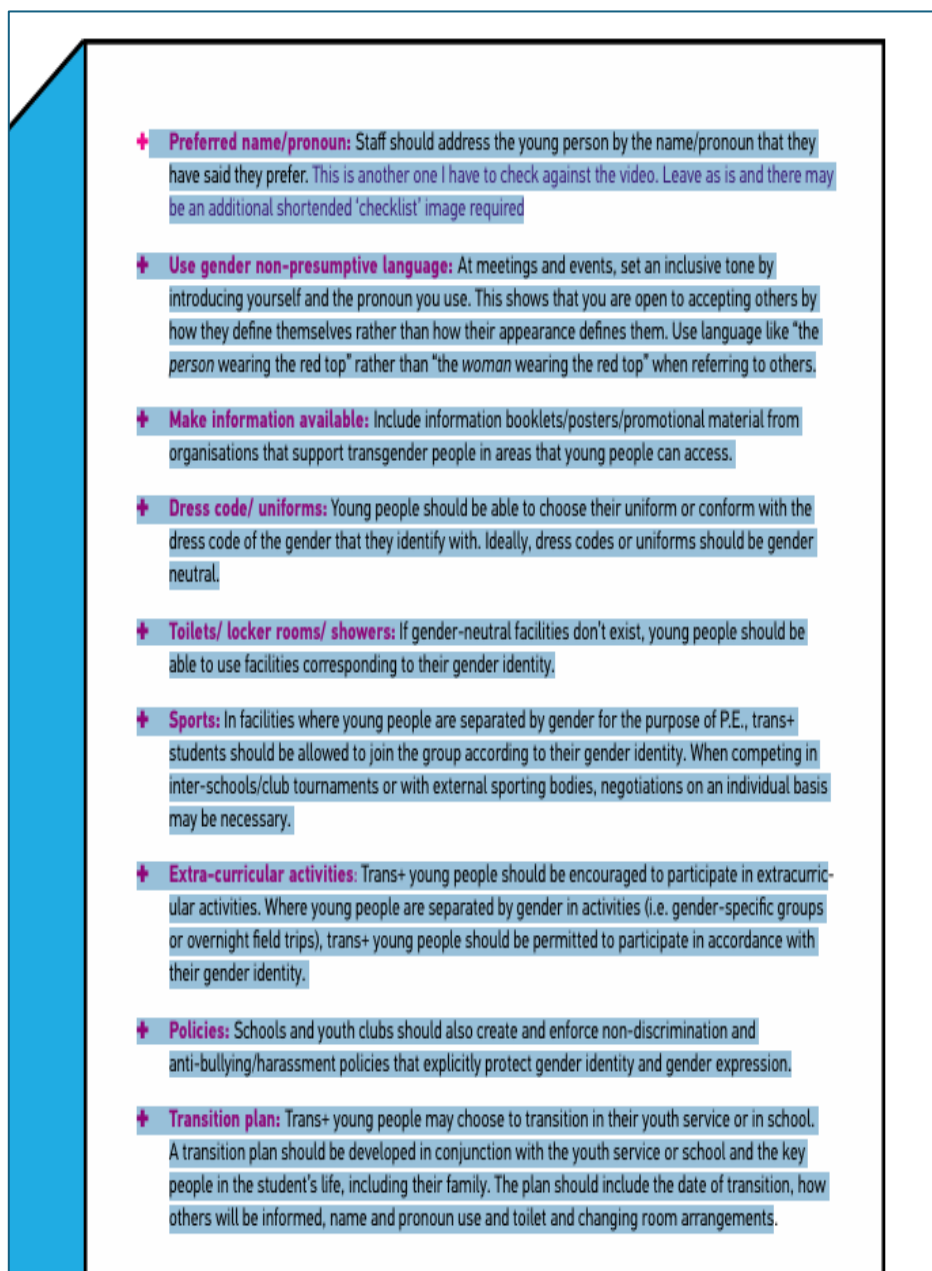 + Preferred name/pronoun: Staff should address the young person by the name/pronoun that they
have said they prefer. This is another one I have to check against the video. Leave as is and there may
be an additional shortended ‘checklist’ image required
+ Use gender non-presumptive language: At meetings and events, set an inclusive tone by
introducing yourself and the pronoun you use. This shows that you are open to accepting others by
how they define themselves rather than how their appearance defines them. Use language like “the
person wearing the red top” rather than “the woman wearing the red top” when referring to others.
+ Make information available: Include information booklets/posters/promotional material from
organisations that support transgender people in areas that young people can access.
+ Dress code/ uniforms: Young people should be able to choose their uniform or conform with the
dress code of the gender that they identify with. Ideally, dress codes or uniforms should be gender
neutral.
+ Toilets/ locker rooms/ showers: If gender-neutral facilities don’t exist, young people should be
able to use facilities corresponding to their gender identity.
+ Sports: In facilities where young people are separated by gender for the purpose of P.E., trans+
students should be allowed to join the group according to their gender identity. When competing in
inter-schools/club tournaments or with external sporting bodies, negotiations on an individual basis
may be necessary.
+ Extra-curricular activities: Trans+ young people should be encouraged to participate in extracurric-
ular activities. Where young people are separated by gender in activities (i.e. gender-specific groups
or overnight field trips), trans+ young people should be permitted to participate in accordance with
their gender identity.
+ Policies: Schools and youth clubs should also create and enforce non-discrimination and
anti-bullying/harassment policies that explicitly protect gender identity and gender expression.
+ Transition plan: Trans+ young people may choose to transition in their youth service or in school.
A transition plan should be developed in conjunction with the youth service or school and the key
people in the student’s life, including their family. The plan should include the date of transition, how
others will be informed, name and pronoun use and toilet and changing room arrangements.